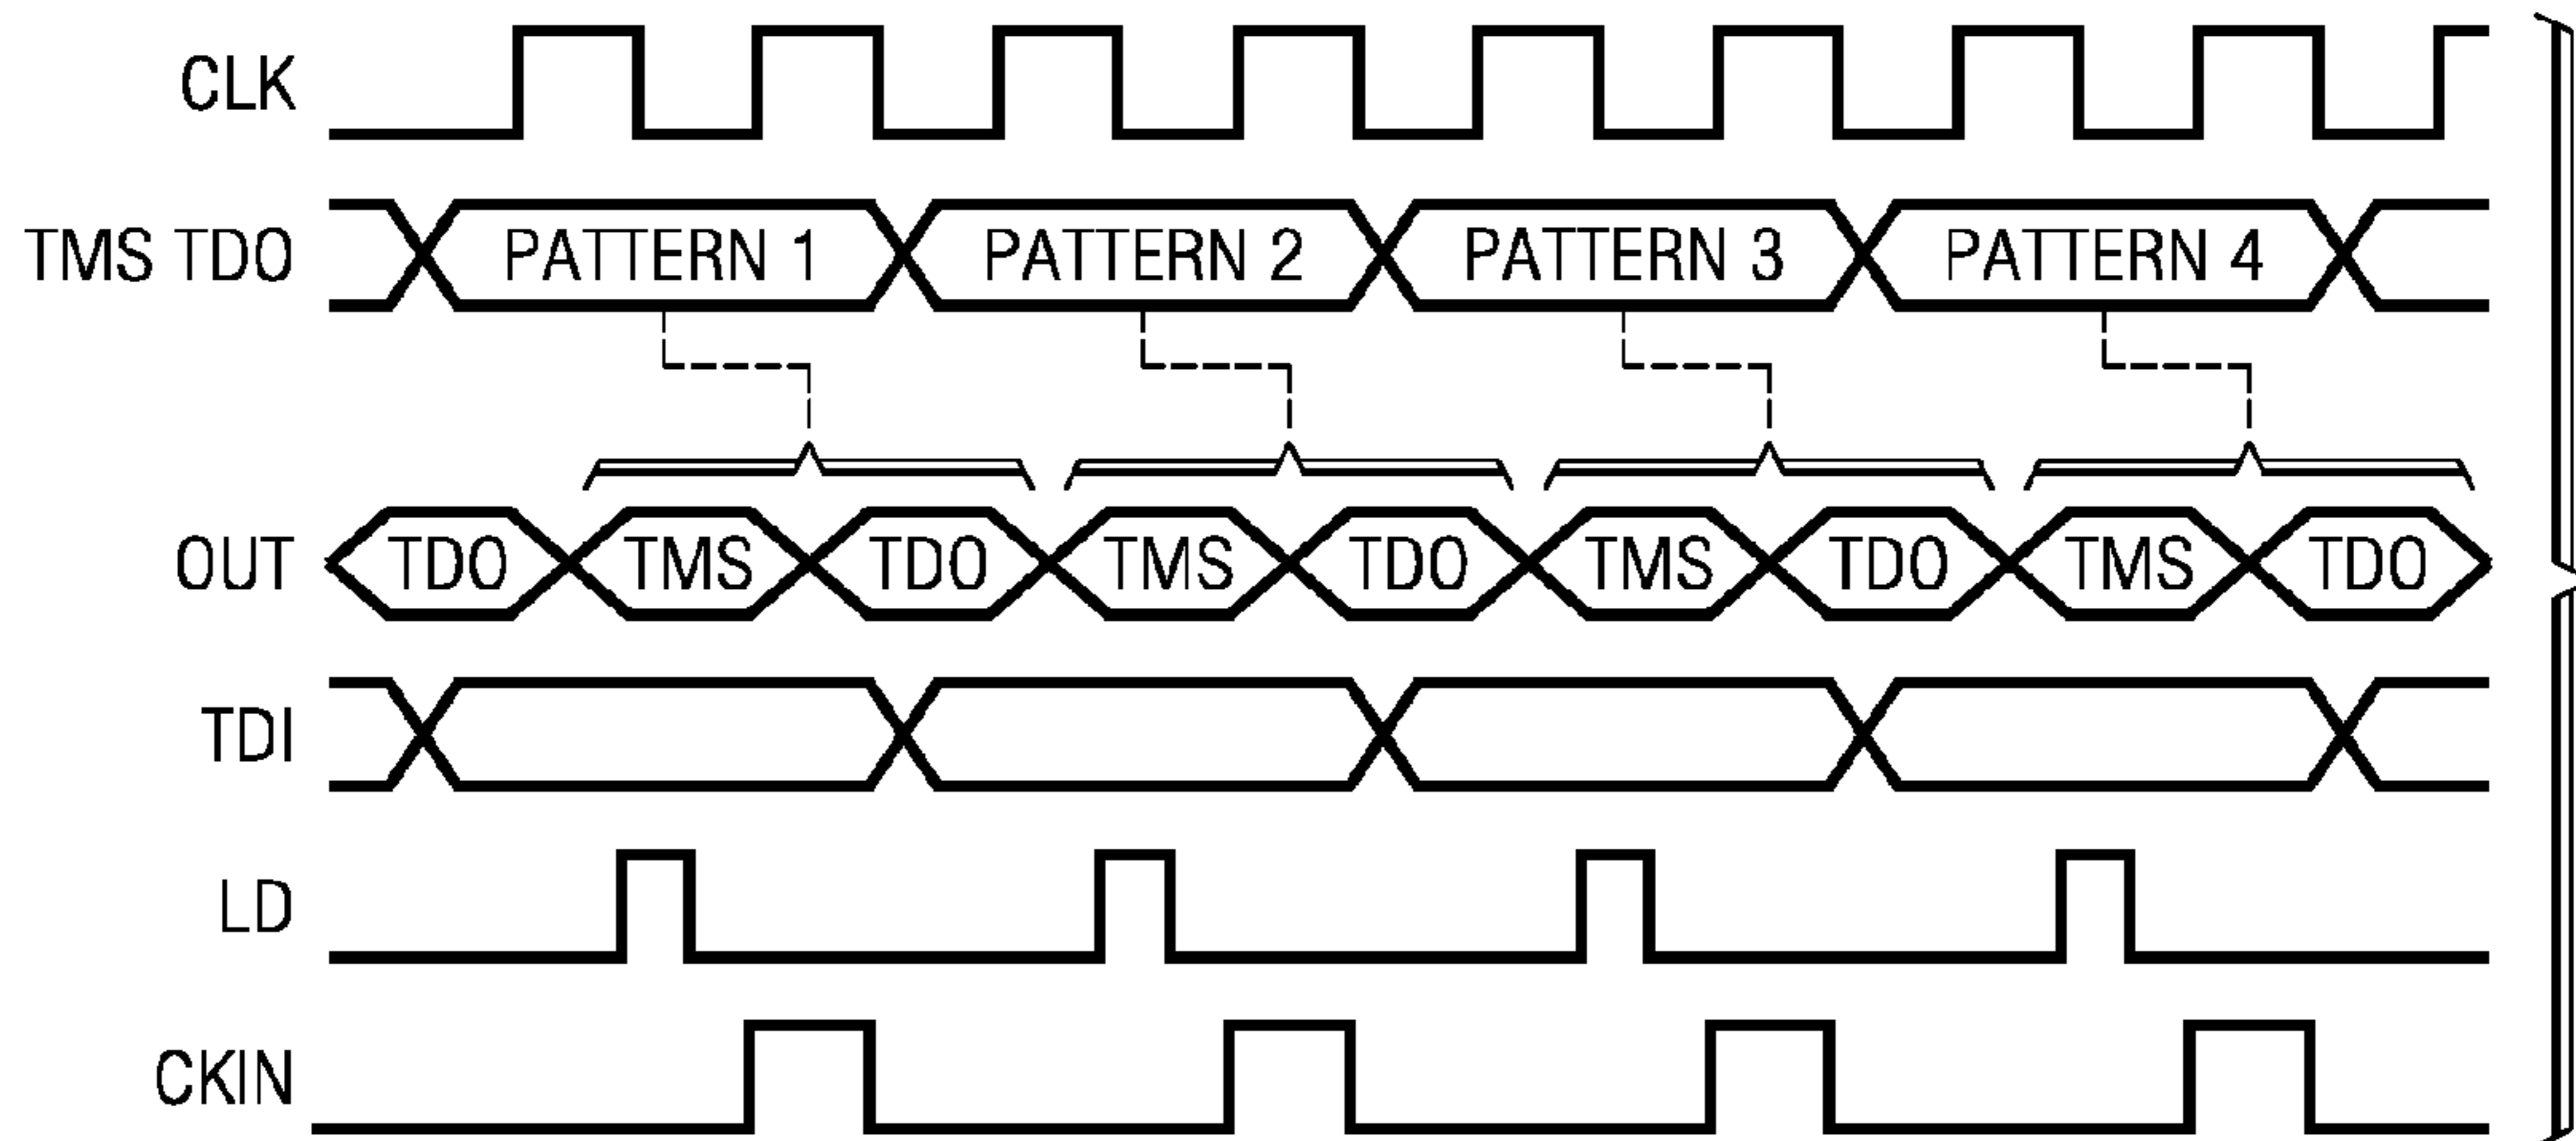 CLK
TMS TDO PATTERN 1 PATTERN 2 PATTERN 3 PATTERN 4
OUT TDO TMS TDO TMS TDO TMS TDO TMS TDO
TDI
LD
CKIN